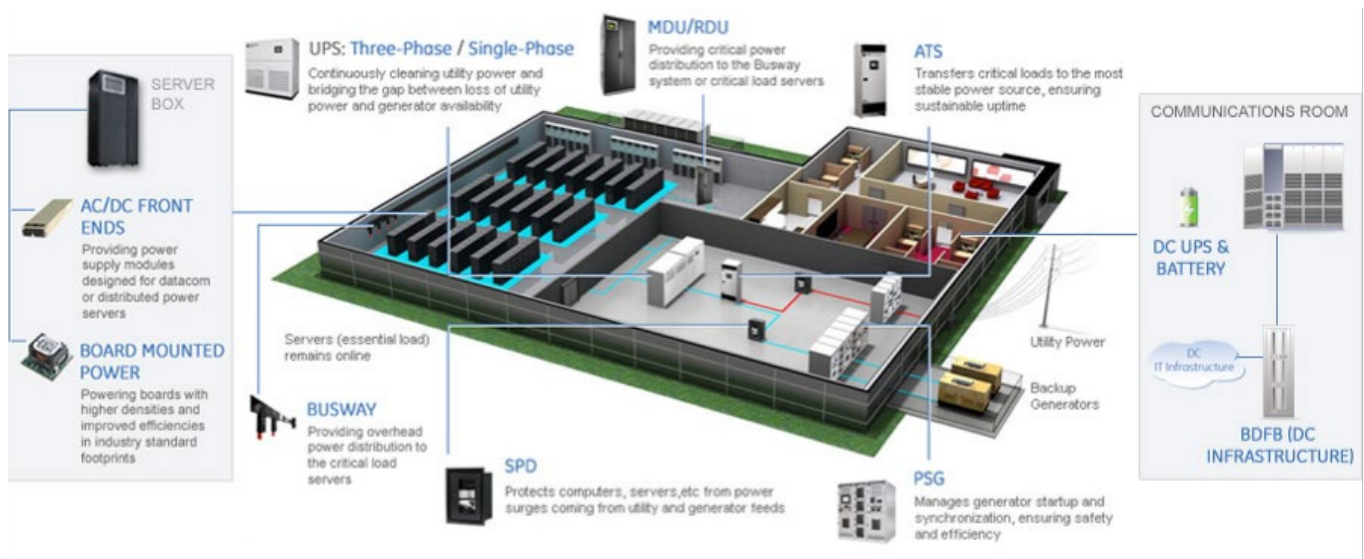 SERVER
BOX
AC/DC FRONT
ENDS
Providing power
supply modules
designed for datacom
or distributed power
servers
BOARD MOUNTED
POWER
Powering boards with
higher densities and
improved efficiencies
in industry standard
footprints
UPS: Three-Phase / Single-Phase
Continuously cleaning utility power and
bridging the gap between loss of utility
power and generator availability
MDU/RDU
Providing critical power
distribution to the Busway
system or critical load servers
ATS
Transfers critical loads to the most
stable power source, ensuring
sustainable uptime
Servers (essential load)
remains online
BUSWAY
Providing overhead
power distribution to
the critical load
servers
SPD
Protects computers, servers,etc from power
surges coming from utility and generator feeds
PSG
Manages generator startup and
synchronization, ensuring safety
and efficiency
Utility Power
Backup
Generators
COMMUNICATIONS ROOM
DC UPS &
BATTERY
DC
IT Infrastructure
BDFB (DC
INFRASTRUCTURE)